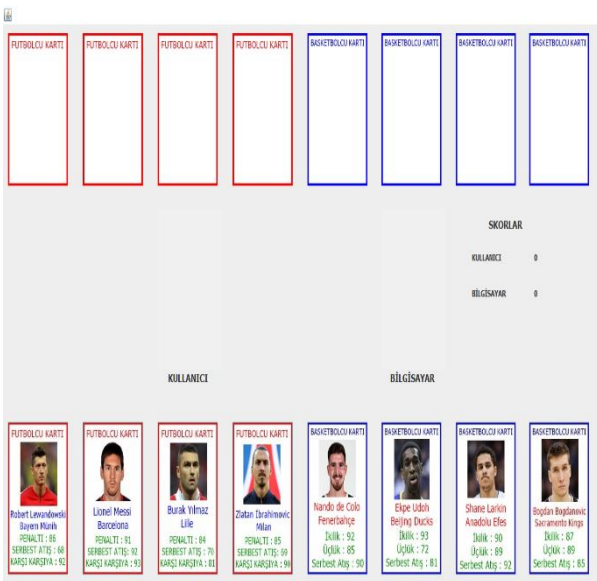 FUTBOLCU KARTI
FUTBOLCU KARTI
FUTBOLCU KARTI
FUTBOLCU KARTI
BASKETBOLCU KARTI
BASKETBOLCU KARTI
BASKETBOLCU KARTI
BASKETBOLCU KARTI
SKORLAR
KULLANICI 0
BİLGİSAYAR 0
KULLANICI
BİLGİSAYAR
FUTBOLCU KARTI
Robert Lewandowski
Bayern Münih
PENALTI : 86
SERBEST ATIŞ : 68
KARŞI KARŞIYA : 92
FUTBOLCU KARTI
Lionel Messi
Barcelona
PENALTI : 91
SERBEST ATIŞ : 92
KARŞI KARŞIYA : 93
FUTBOLCU KARTI
Burak Yılmaz
Lille
PENALTI : 84
SERBEST ATIŞ : 70
KARŞI KARŞIYA : 81
FUTBOLCU KARTI
Zlatan İbrahimovic
Milan
PENALTI : 85
SERBEST ATIŞ : 69
KARŞI KARŞIYA : 90
BASKETBOLCU KARTI
Nando de Colo
Fenerbahçe
İkilik : 92
Üçlük : 85
Serbest Atış : 90
BASKETBOLCU KARTI
Ekpe Udoh
Beijing Ducks
İkilik : 93
Üçlük : 72
Serbest Atış : 81
BASKETBOLCU KARTI
Shane Larkin
Anadolu Efes
İkilik : 90
Üçlük : 89
Serbest Atış : 92
BASKETBOLCU KARTI
Bogdan Bogdanovic
Sacramento Kings
İkilik : 87
Üçlük : 89
Serbest Atış : 85